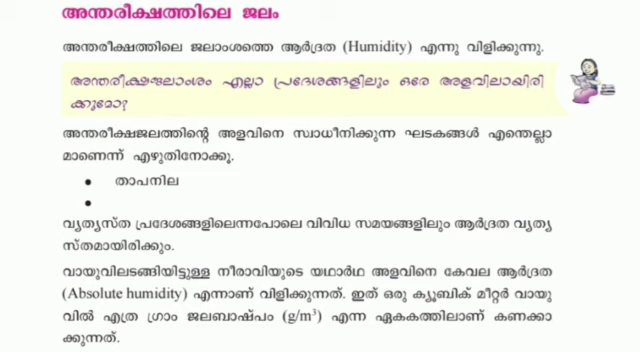 അന്തരീക്ഷത്തിലെ ജലം
അന്തരീക്ഷത്തിലെ ജലാംശത്തെ ആർദ്രത (Humidity) എന്നു വിളിക്കുന്നു.
അന്തരീക്ഷജലാംശം എല്ലാ പ്രദേശങ്ങളിലും ഒരേ അളവിലായിരി
ക്കുമോ?
അന്തരീക്ഷജലത്തിന്റെ അളവിനെ സ്വാധീനിക്കുന്ന ഘടകങ്ങൾ എന്തെല്ലാ
മാണെന്ന് എഴുതിനോക്കൂ.
• താപനില
•
വ്യത്യസ്ത പ്രദേശങ്ങളിലെന്നപോലെ വിവിധ സമയങ്ങളിലും ആർദ്രത വ്യത്യ
സ്തമായിരിക്കും.
വായുവിലടങ്ങിയിട്ടുള്ള നീരാവിയുടെ യഥാർഥ അളവിനെ കേവല ആർദ്രത
(Absolute humidity) എന്നാണ് വിളിക്കുന്നത്. ഇത് ഒരു ക്യൂബിക് മീറ്റർ വായു
വിൽ എത്ര ഗ്രാം ജലബാഷ്പം (g/m³) എന്ന ഏകകത്തിലാണ് കണക്കാ
ക്കുന്നത്.